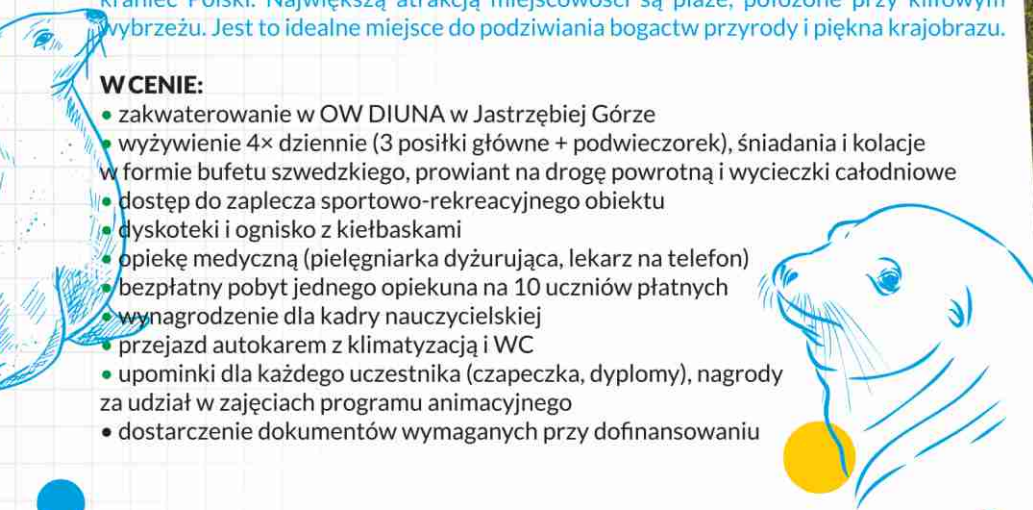 kraniec Polski. Największą atrakcją miejscowości są plaże, położone przy klifowym
wybrzeżu. Jest to idealne miejsce do podziwiania bogactw przyrody i piękna krajobrazu.
W CENIE:
• zakwaterowanie w OW DIUNA w Jastrzębiej Górze
• wyżywienie 4× dziennie (3 posiłki główne + podwieczorek), śniadania i kolacje
w formie bufetu szwedzkiego, prowiant na drogę powrotną i wycieczki całodniowe
• dostęp do zaplecza sportowo-rekreacyjnego obiektu
• dyskoteki i ognisko z kiełbaskami
• opiekę medyczną (pielęgniarka dyżurująca, lekarz na telefon)
• bezpłatny pobyt jednego opiekuna na 10 uczniów płatnych
• wynagrodzenie dla kadry nauczycielskiej
• przejazd autokarem z klimatyzacją i WC
• upominki dla każdego uczestnika (czapeczka, dyplomy), nagrody
za udział w zajęciach programu animacyjnego
• dostarczenie dokumentów wymaganych przy dofinansowaniu